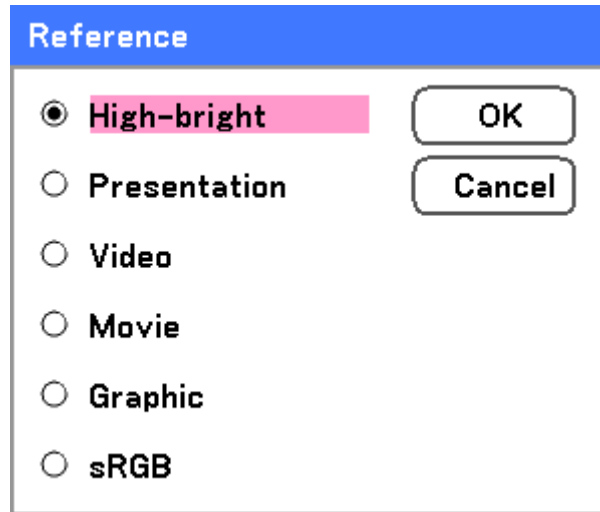 Reference
High-bright
OK
Presentation
Cancel
Video
Movie
Graphic
sRGB